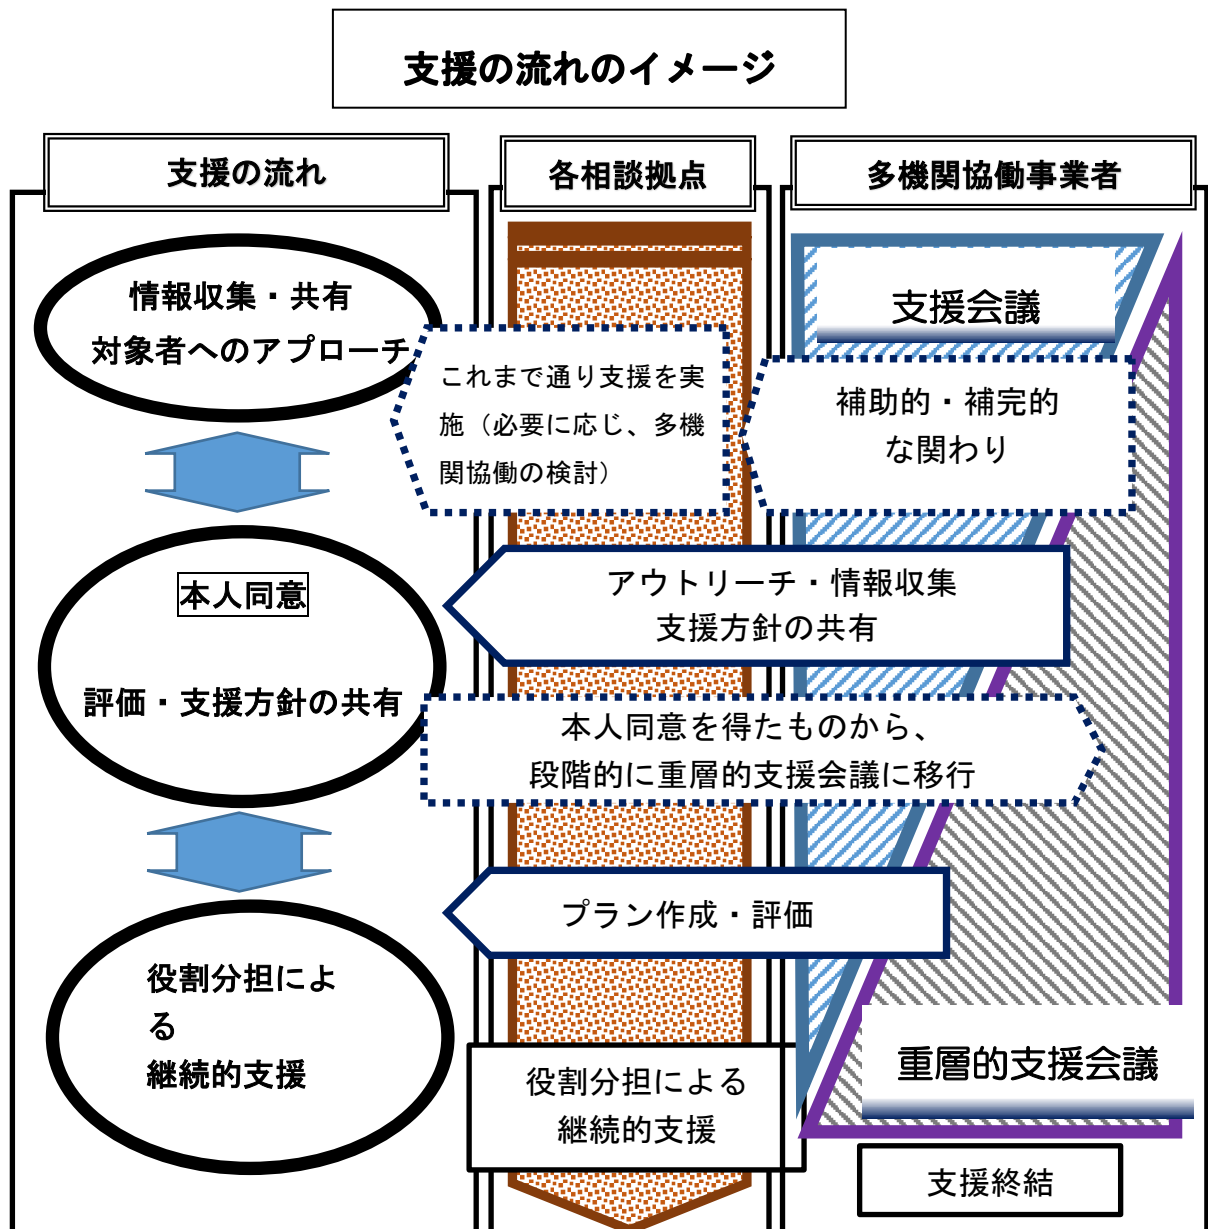 支援の流れのイメージ
支援の流れ
各相談拠点
多機関協働事業者
情報収集・共有
対象者へのアプローチ
支援会議
これまで通り支援を実
施（必要に応じ、多機
関協働の検討）
補助的・補完的
な関わり
アウトリーチ・情報収集
支援方針の共有
本人同意
評価・支援方針の共有
本人同意を得たものから、
段階的に重層的支援会議に移行
プラン作成・評価
役割分担によ
る
継続的支援
役割分担による
継続的支援
重層的支援会議
支援終結